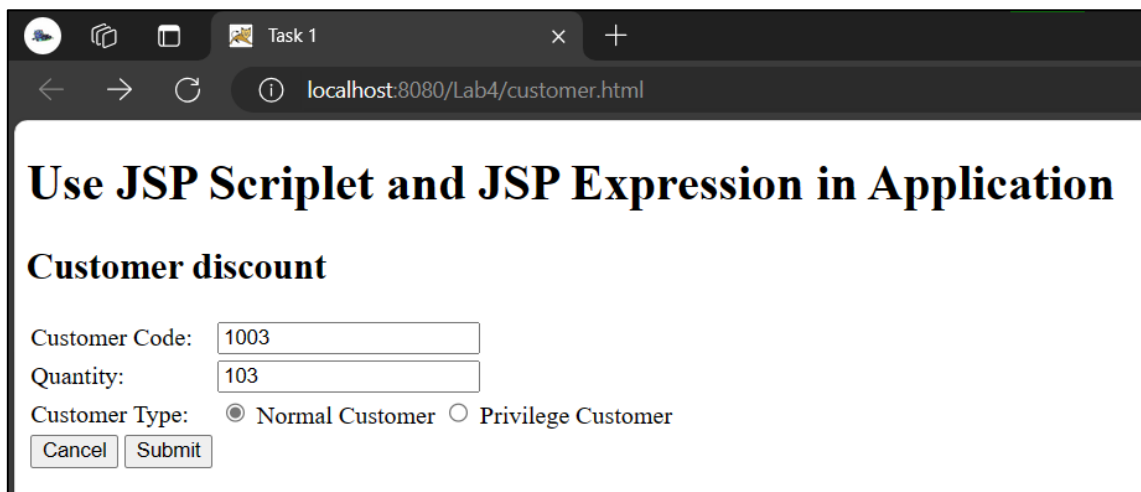 Task 1
localhost:8080/Lab4/customer.html
Use JSP Scriplet and JSP Expression in Application
Customer discount
Customer Code: 1003
Quantity: 103
Customer Type: Normal Customer Privilege Customer
Cancel Submit